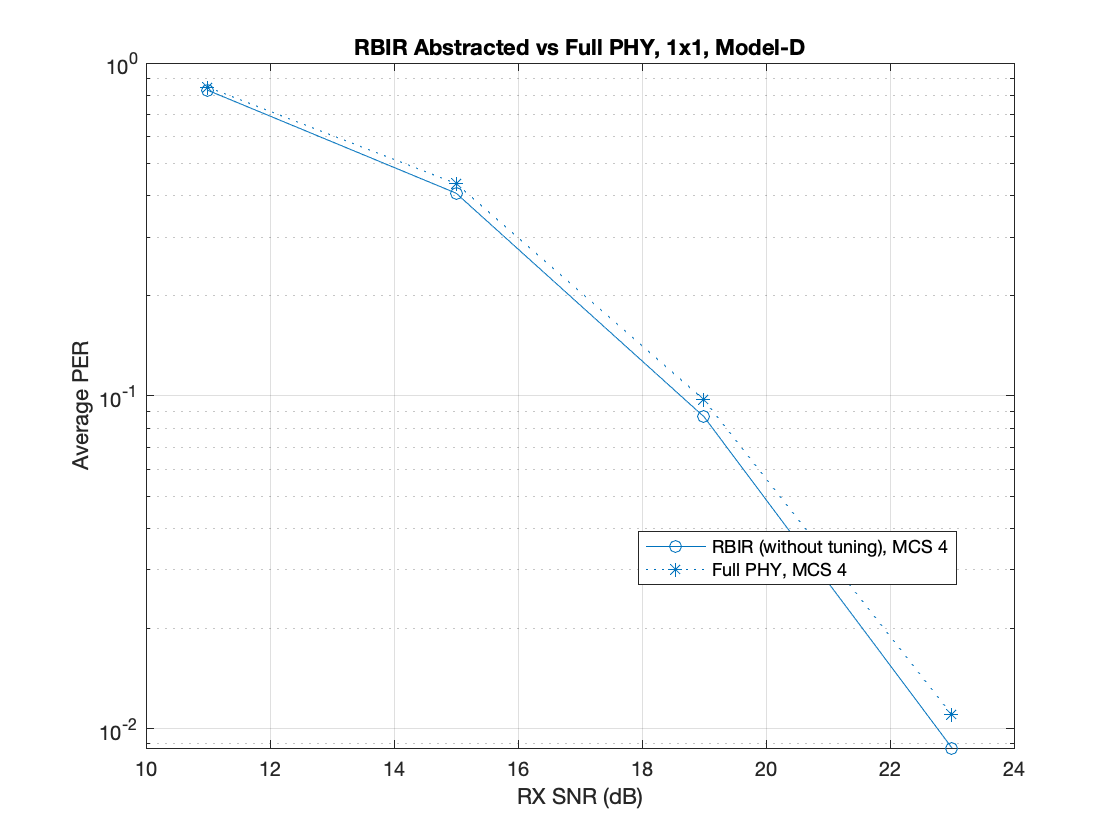 RBIR Abstracted vs Full PHY, 1x1, Model-D
10^0
10^-1
10^-2
Average PER
RBIR (without tuning), MCS 4
Full PHY, MCS 4
10 12 14 16 18 20 22 24
RX SNR (dB)